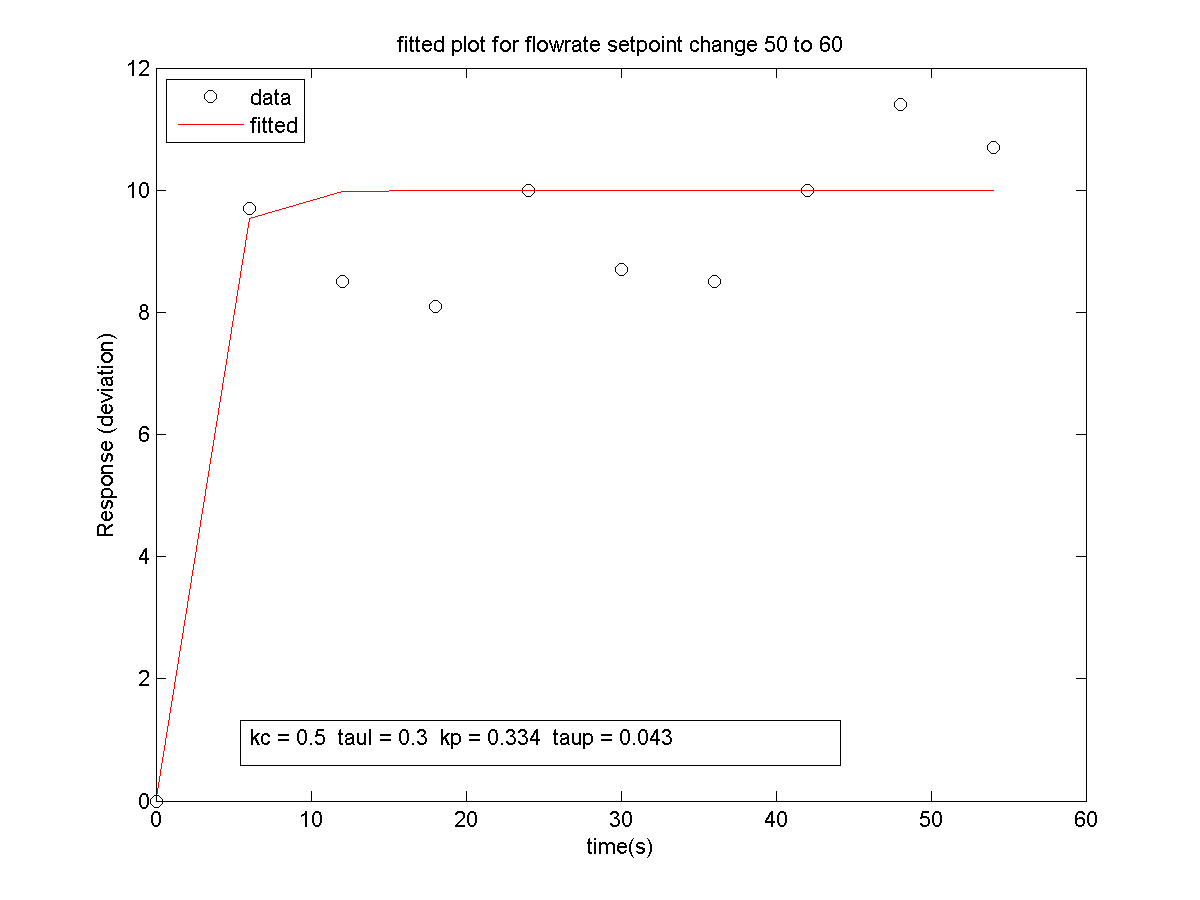 fitted plot for flowrate setpoint change 50 to 60
12
10
8
6
4
2
0
data
fitted
Response (deviation)
kc = 0.5 tauI = 0.3 kp = 0.334 taup = 0.043
0 10 20 30 40 50 60
time(s)